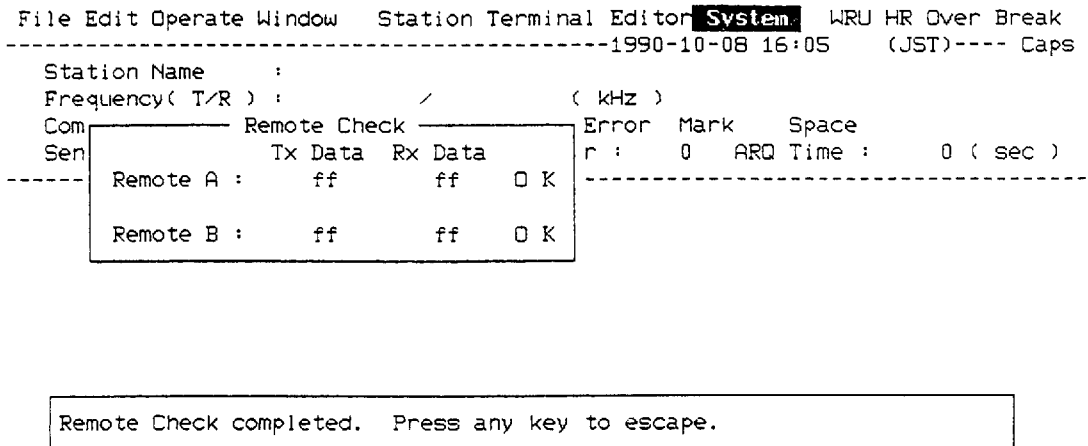 File Edit Operate Window Station Terminal Editor System WRU HR Over Break
1990-10-08 16:05 (JST)---- Caps
Station Name :
Frequency( T/R ) : / ( kHz )
Com Remote Check Error Mark Space
Sen Tx Data Rx Data r : 0 ARQ Time : 0 ( sec )
Remote A : ff ff O K
Remote B : ff ff O K
Remote Check completed. Press any key to escape.